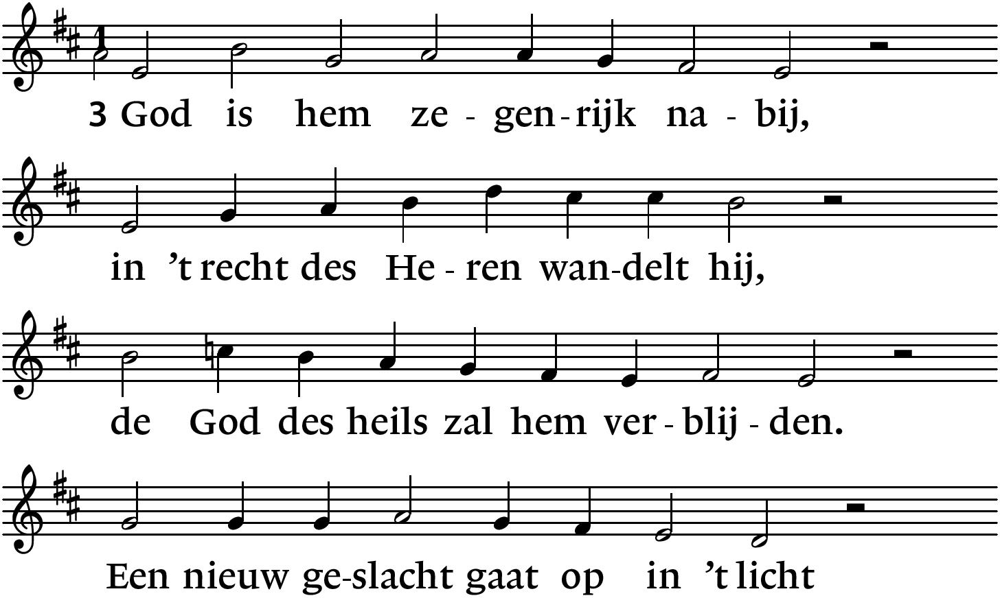 1
3 God is hem ze - gen - rijk na - bij,
in ’t recht des He - ren wan-delt hij,
de God des heils zal hem ver - blij - den.
Een nieuw ge-slacht gaat op in ’t licht